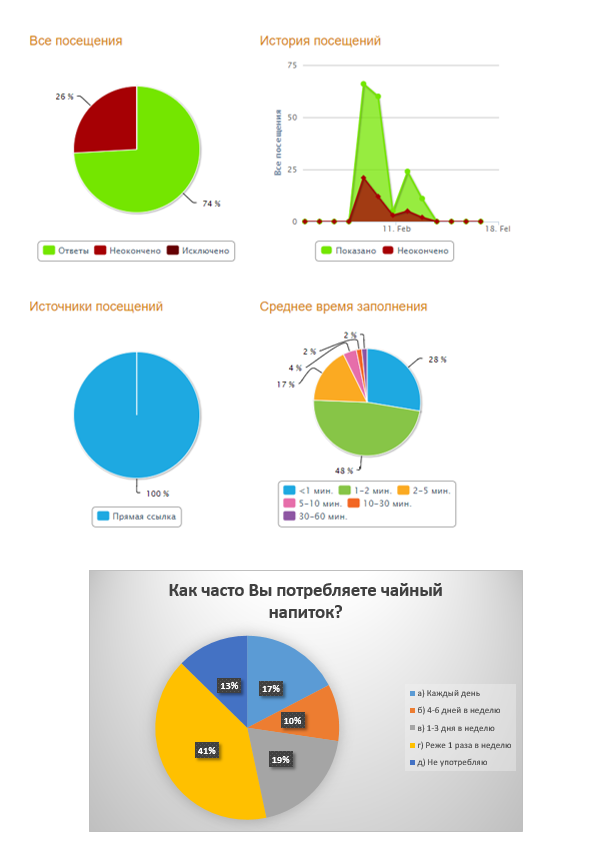 Все посещения
26 %
74 %
Ответы Неокончено Исключено
История посещений
75
50
25
0
Все посещения
11. Feb
18. Fel
Показано Неокончено
Источники посещений
100 %
Прямая ссылка
Среднее время заполнения
2 %
2 %
4 %
17 %
28 %
48 %
<1 мин. 1-2 мин. 2-5 мин.
5-10 мин. 10-30 мин.
30-60 мин.
Как часто Вы потребляете чайный
напиток?
13%
17%
10%
19%
41%
а) Каждый день
б) 4-6 дней в неделю
в) 1-3 дня в неделю
г) Реже 1 раза в неделю
д) Не употребляю